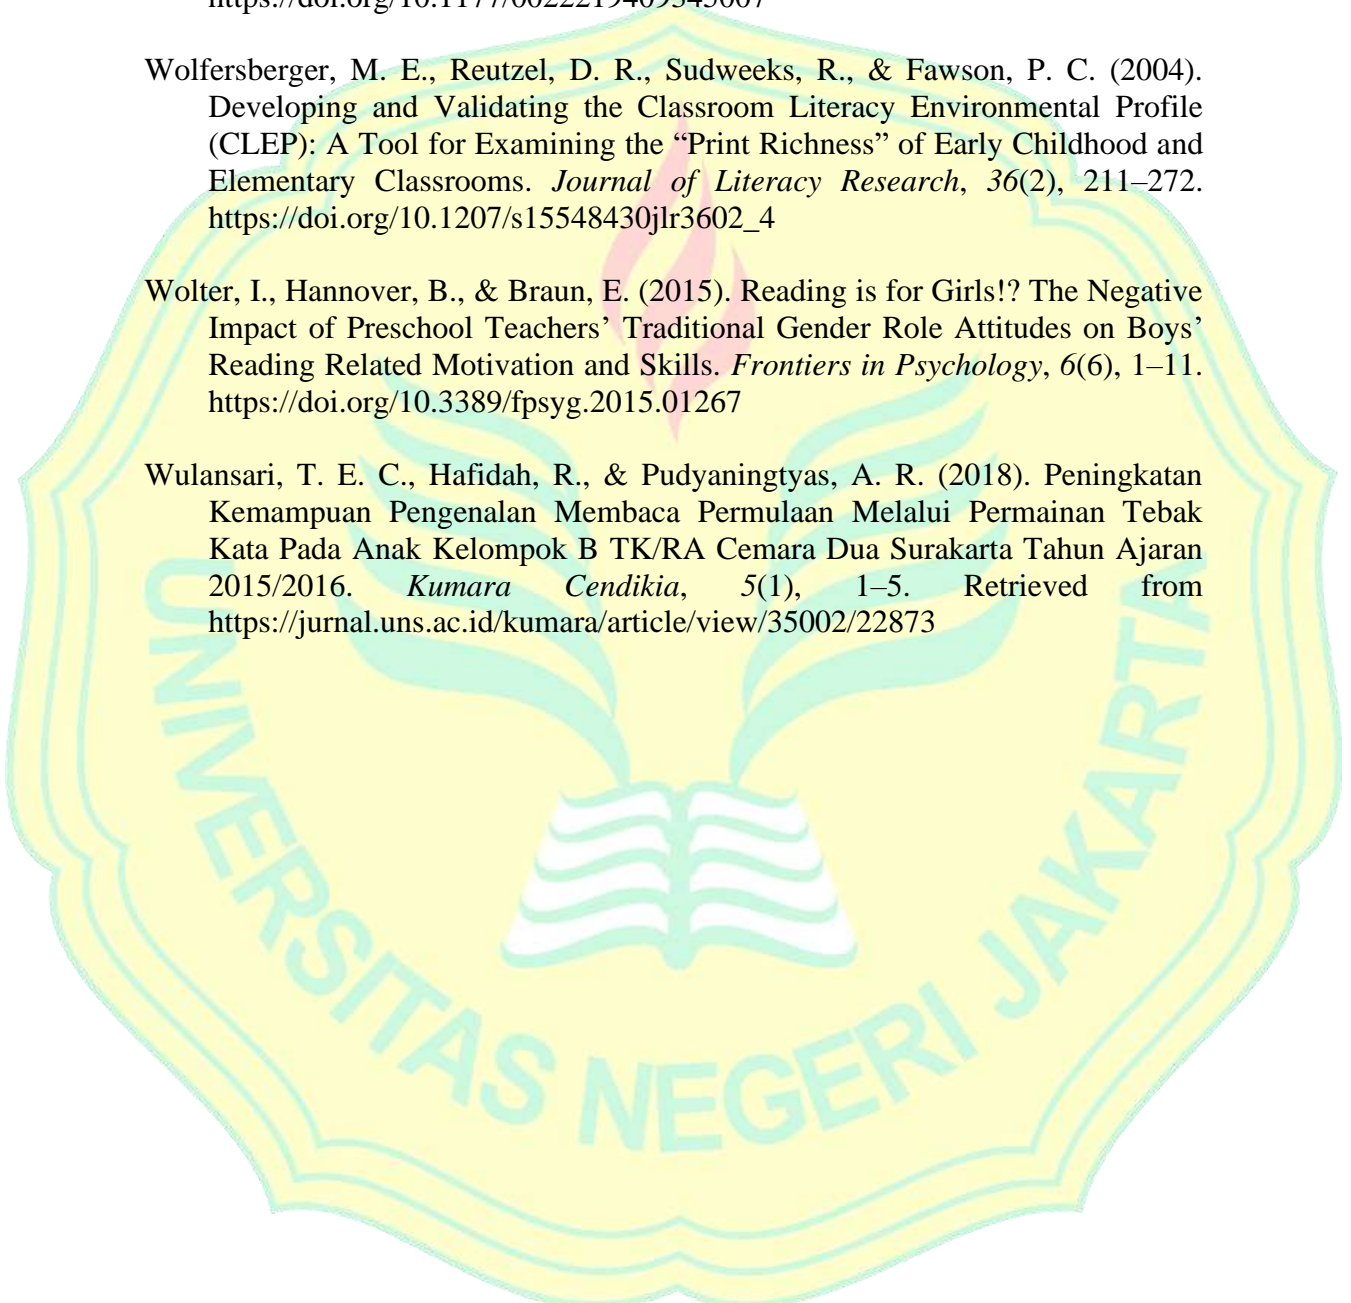 https://doi.org/10.1177/0022219409345007
Wolfersberger, M. E., Reutzel, D. R., Sudweeks, R., & Fawson, P. C. (2004).
Developing and Validating the Classroom Literacy Environmental Profile
(CLEP): A Tool for Examining the “Print Richness” of Early Childhood and
Elementary Classrooms. Journal of Literacy Research, 36(2), 211–272.
https://doi.org/10.1207/s15548430jlr3602_4
Wolter, I., Hannover, B., & Braun, E. (2015). Reading is for Girls!? The Negative
Impact of Preschool Teachers’ Traditional Gender Role Attitudes on Boys’
Reading Related Motivation and Skills. Frontiers in Psychology, 6(6), 1–11.
https://doi.org/10.3389/fpsyg.2015.01267
Wulansari, T. E. C., Hafidah, R., & Pudyaningtyas, A. R. (2018). Peningkatan
Kemampuan Pengenalan Membaca Permulaan Melalui Permainan Tebak
Kata Pada Anak Kelompok B TK/RA Cemara Dua Surakarta Tahun Ajaran
2015/2016. Kumara Cendikia, 5(1), 1–5. Retrieved from
https://jurnal.uns.ac.id/kumara/article/view/35002/22873
UNIVERSITAS NEGERI JAKARTA